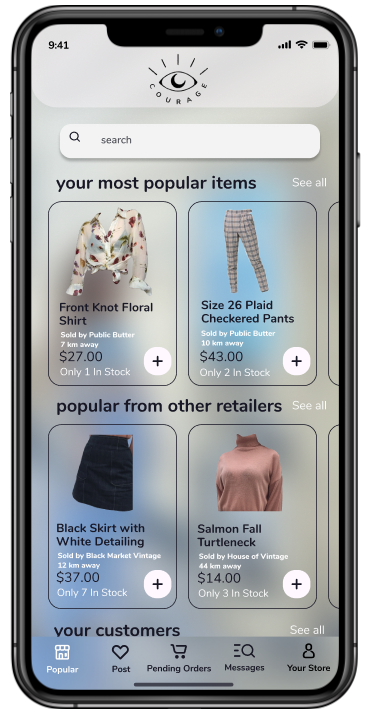 9:41
COURAGE
search
your most popular items See all
Front Knot Floral
Shirt
Sold by Public Butter
7 km away
$27.00
Only 1 In Stock
+
Size 26 Plaid
Checkered Pants
Sold by Public Butter
10 km away
$43.00
Only 2 In Stock
+
popular from other retailers See all
Black Skirt with
White Detailing
Sold by Black Market Vintage
12 km away
$37.00
Only 7 In Stock
+
Salmon Fall
Turtleneck
Sold by House of Vintage
44 km away
$14.00
Only 3 In Stock
+
your customers See all
Popular Post Pending Orders Messages Your Store